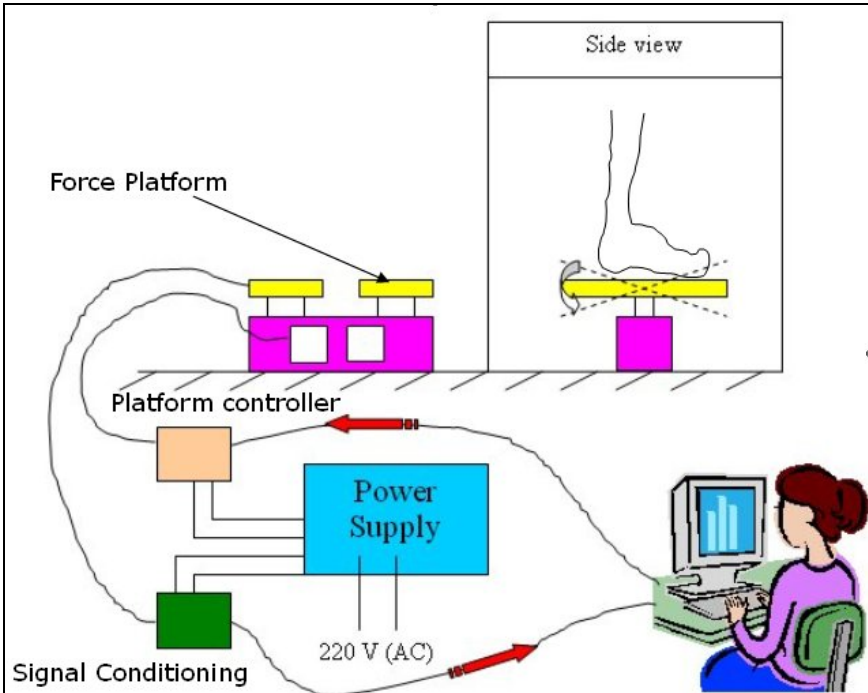 Side view
Force Platform
Platform controller
Power
Supply
220 V (AC)
Signal Conditioning